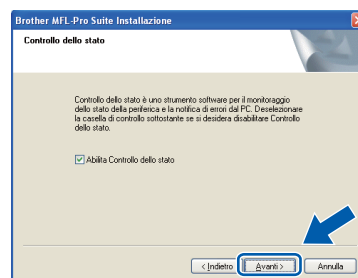 Brother MFL-Pro Suite Installazione
Controllo dello stato
Controllo dello stato è uno strumento software per il monitoraggio
dello stato della periferica e la notifica di errori dal PC. Deselezionare
la casella di controllo sottostante se si desidera disabilitare Controllo
dello stato.
Abilita Controllo dello stato
< Indietro
Avanti >
Annulla